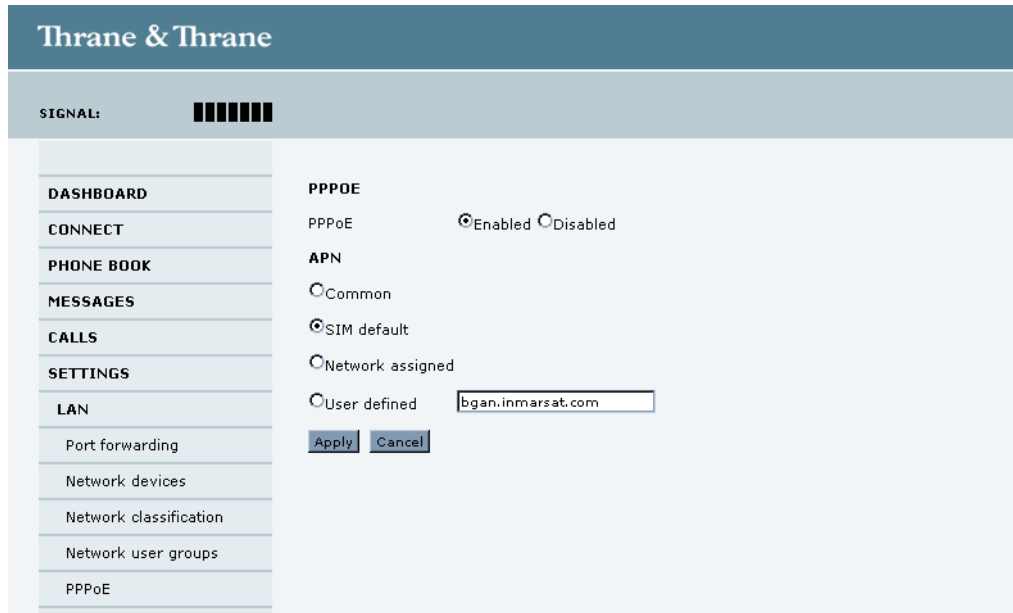 Thrane & Thrane
SIGNAL:
DASHBOARD
CONNECT
PHONE BOOK
MESSAGES
CALLS
SETTINGS
LAN
Port forwarding
Network devices
Network classification
Network user groups
PPPoE
PPPOE
PPPoE Enabled Disabled
APN
Common
SIM default
Network assigned
User defined bgan.inmarsat.com
Apply Cancel